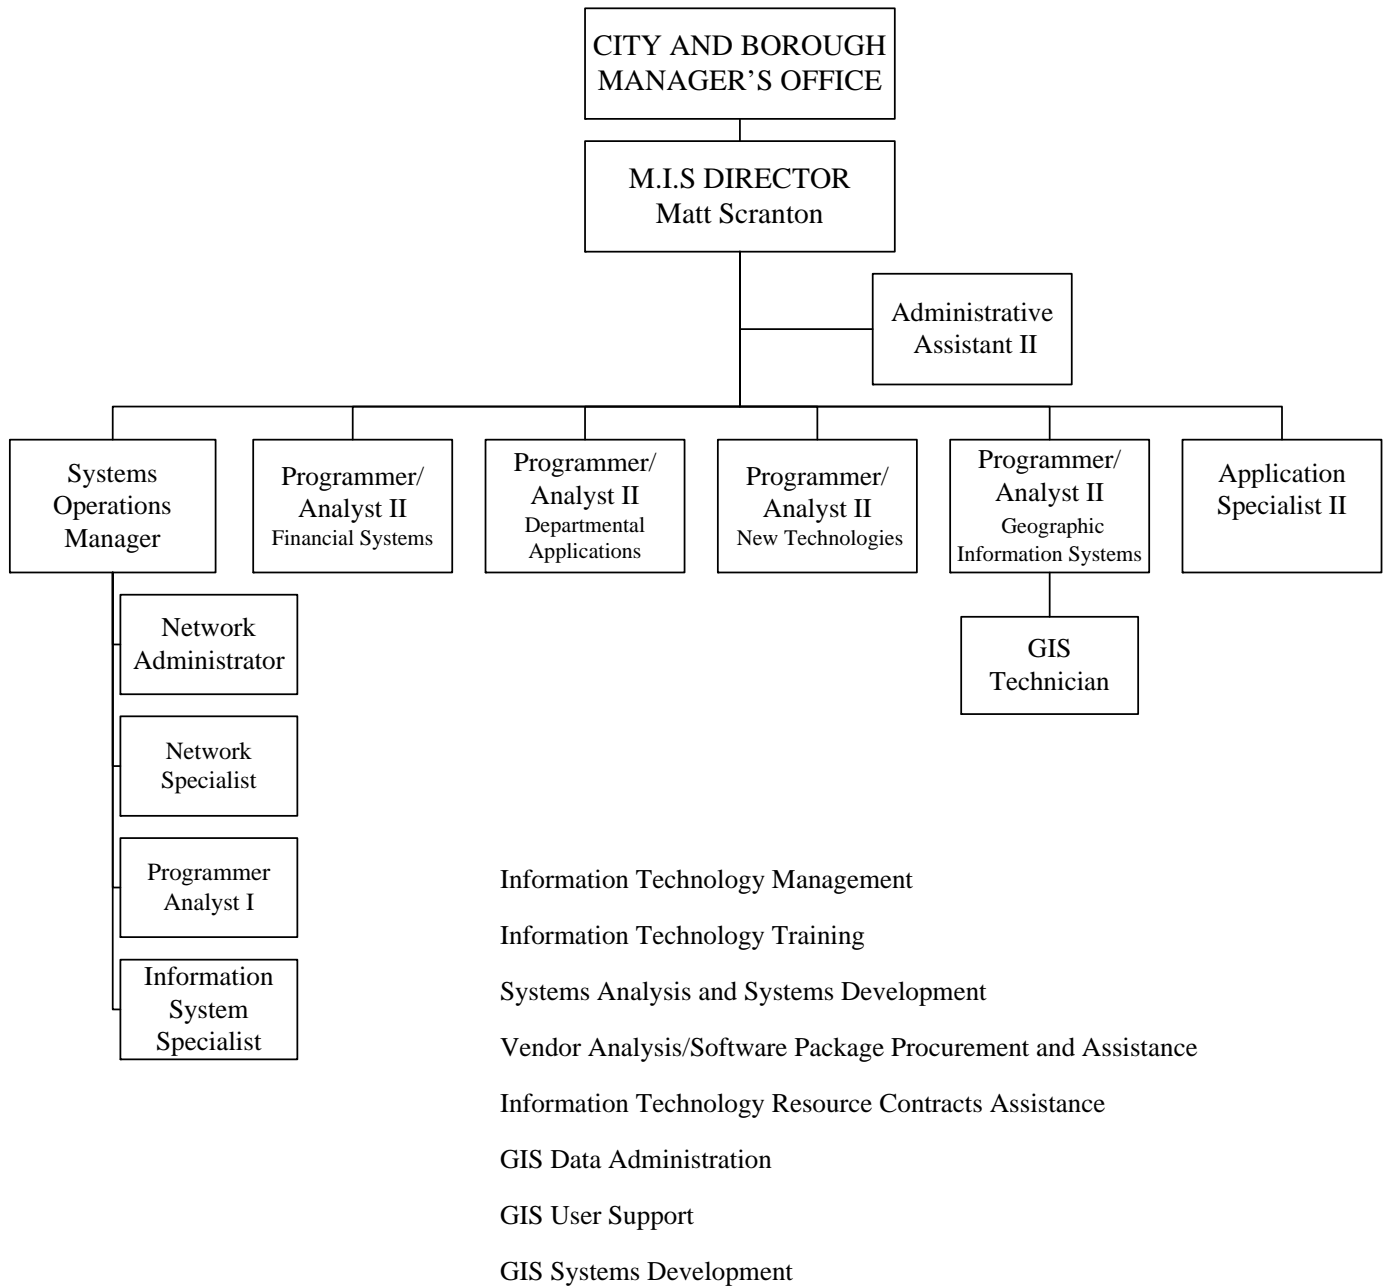 CITY AND BOROUGH
MANAGER’S OFFICE
M.I.S DIRECTOR
Matt Scranton
Administrative
Assistant II
Systems
Operations
Manager
Programmer/
Analyst II
Financial Systems
Programmer/
Analyst II
Departmental
Applications
Programmer/
Analyst II
New Technologies
Programmer/
Analyst II
Geographic
Information Systems
Application
Specialist II
Network
Administrator
Network
Specialist
Programmer
Analyst I
Information
System
Specialist
GIS
Technician
Information Technology Management
Information Technology Training
Systems Analysis and Systems Development
Vendor Analysis/Software Package Procurement and Assistance
Information Technology Resource Contracts Assistance
GIS Data Administration
GIS User Support
GIS Systems Development